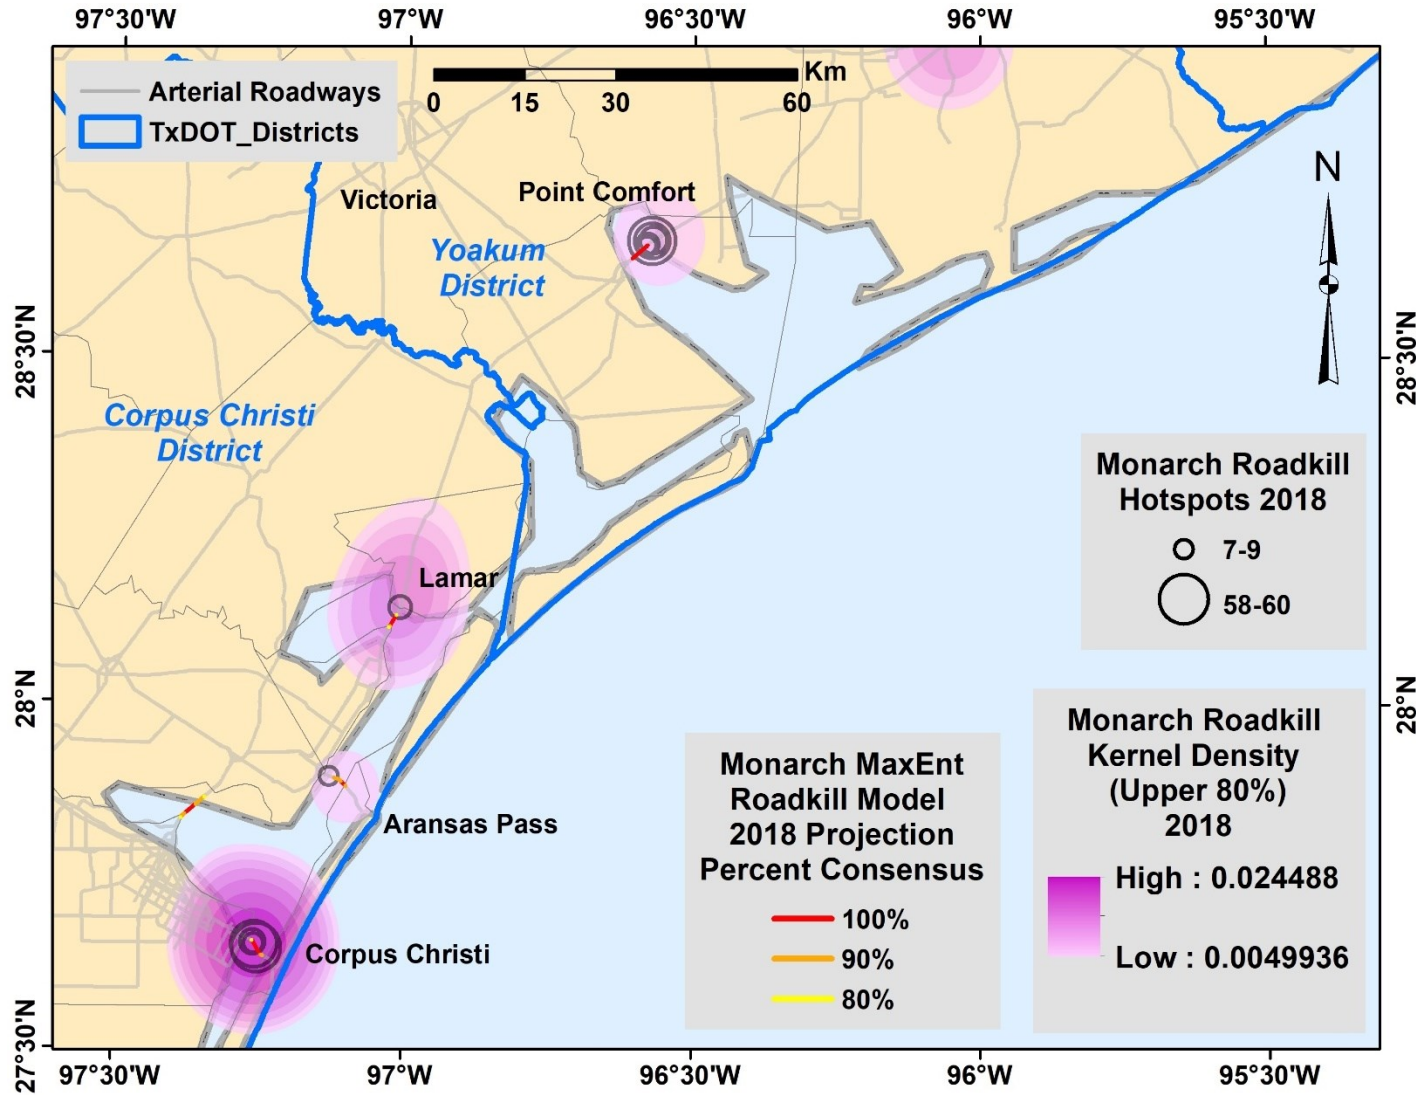 97°30'W 97°W 96°30'W 96°W 95°30'W
Arterial Roadways
TxDOT_Districts
Km
0 15 30 60
N
Victoria
Point Comfort
Yoakum
District
28°30'N
28°30'N
Corpus Christi
District
Monarch Roadkill
Hotspots 2018
7-9
58-60
Lamar
28°N
28°N
Aransas Pass
Corpus Christi
Monarch MaxEnt
Roadkill Model
2018 Projection
Percent Consensus
100%
90%
80%
Monarch Roadkill
Kernel Density
(Upper 80%)
2018
High : 0.024488
Low : 0.0049936
27°30'N
97°30'W 97°W 96°30'W 96°W 95°30'W